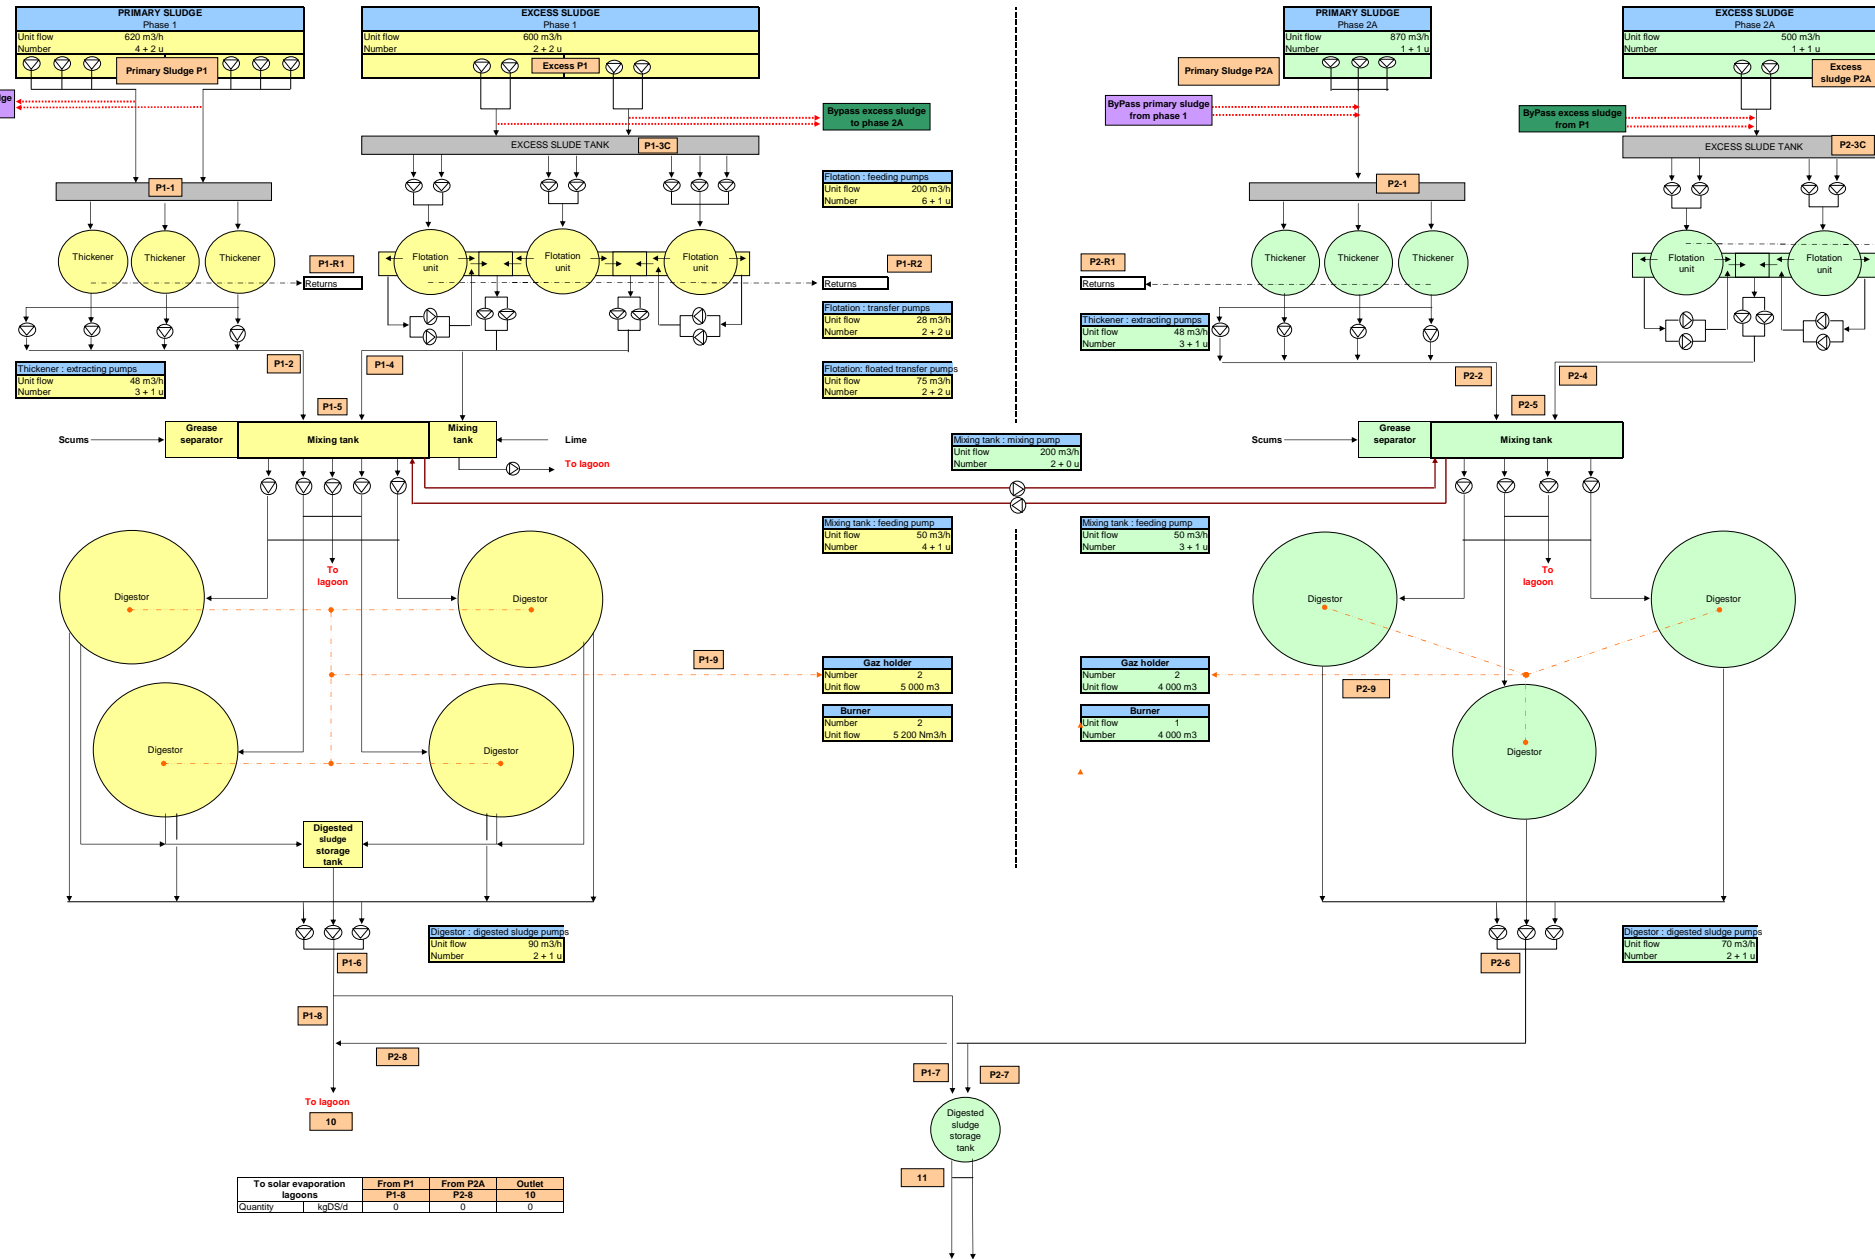 PRIMARY SLUDGE
Phase 1
Unit flow 620 m3/h
Number 4 + 2 u
Primary Sludge P1
EXCESS SLUDGE
Phase 1
Unit flow 600 m3/h
Number 2 + 2 u
Excess P1
PRIMARY SLUDGE
Phase 2A
Unit flow 870 m3/h
Number 1 + 1 u
Primary Sludge P2A
EXCESS SLUDGE
Phase 2A
Unit flow 500 m3/h
Number 1 + 1 u
Excess
sludge P2A
Bypass excess sludge
to phase 2A
ByPass primary sludge
from phase 1
ByPass excess sludge
from P1
EXCESS SLUDE TANK
P1-3C
EXCESS SLUDE TANK
P2-3C
P1-1
Flotation : feeding pumps
Unit flow 200 m3/h
Number 6 + 1 u
P2-1
Thickener
Thickener
Thickener
P1-R1
Returns
Flotation
unit
Flotation
unit
Flotation
unit
P1-R2
Returns
P2-R1
Returns
Thickener
Thickener
Thickener
Flotation
unit
Flotation
unit
Flotation : transfer pumps
Unit flow 28 m3/h
Number 2 + 2 u
Thickener : extracting pumps
Unit flow 48 m3/h
Number 3 + 1 u
Thickener : extracting pumps
Unit flow 48 m3/h
Number 3 + 1 u
P1-2
P1-4
Flotation: floated transfer pumps
Unit flow 75 m3/h
Number 2 + 2 u
P2-2
P2-4
P1-5
P2-5
Scums
Grease
separator
Mixing tank
Mixing
tank
Lime
To lagoon
Mixing tank : mixing pump
Unit flow 200 m3/h
Number 2 + 0 u
Scums
Grease
separator
Mixing tank
Mixing tank : feeding pump
Unit flow 50 m3/h
Number 4 + 1 u
Mixing tank : feeding pump
Unit flow 50 m3/h
Number 3 + 1 u
To
lagoon
To
lagoon
Digestor
Digestor
Digestor
Digestor
P1-9
Gaz holder
Number 2
Unit flow 5 000 m3
Gaz holder
Number 2
Unit flow 4 000 m3
P2-9
Burner
Number 2
Unit flow 5 200 Nm3/h
Burner
Unit flow 1
Number 4 000 m3
Digestor
Digestor
Digestor
Digested
sludge
storage
tank
Digestor : digested sludge pumps
Unit flow 90 m3/h
Number 2 + 1 u
Digestor : digested sludge pumps
Unit flow 70 m3/h
Number 2 + 1 u
P1-6
P2-6
P1-8
P2-8
P1-7
P2-7
To lagoon
10
Digested
sludge
storage
tank
11
To solar evaporation From P1 From P2A Outlet
lagoons P1-8 P2-8 10
Quantity kgDS/d 0 0 0